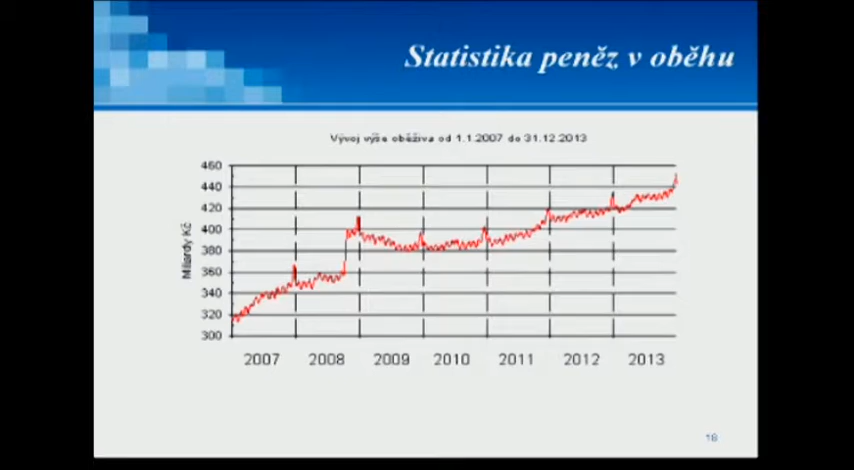 Statistika peněz v oběhu
Vývoj výše oběživa od 1.1.2007 do 31.12.2013
Miliardy Kč
460
440
420
400
380
360
340
320
300
2007 2008 2009 2010 2011 2012 2013
18